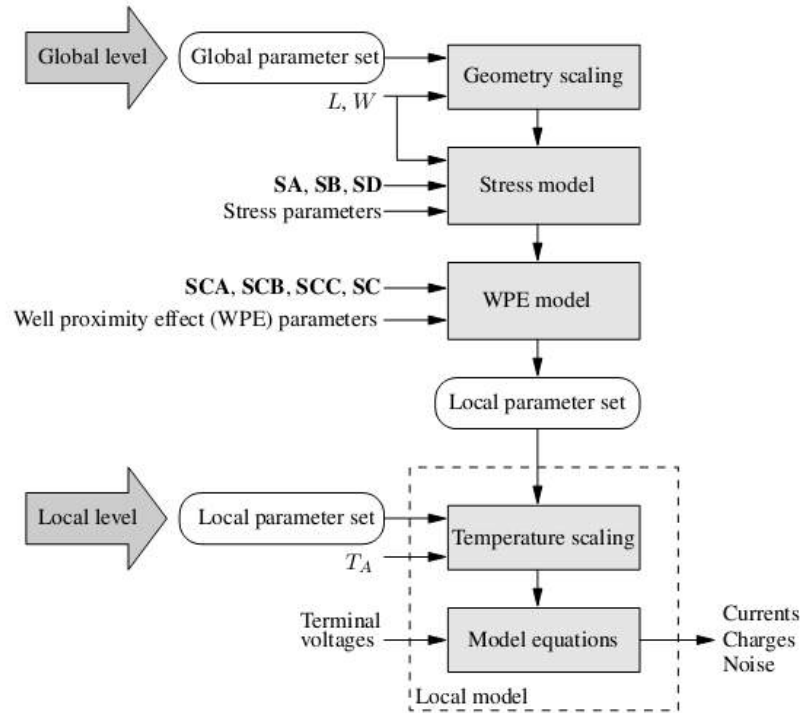 Global level
Global parameter set
Geometry scaling
L, W
SA, SB, SD
Stress parameters
Stress model
SCA, SCB, SCC, SC
Well proximity effect (WPE) parameters
WPE model
Local parameter set
Local level
Local parameter set
Temperature scaling
T_A
Terminal
voltages
Model equations
Currents
Charges
Noise
Local model